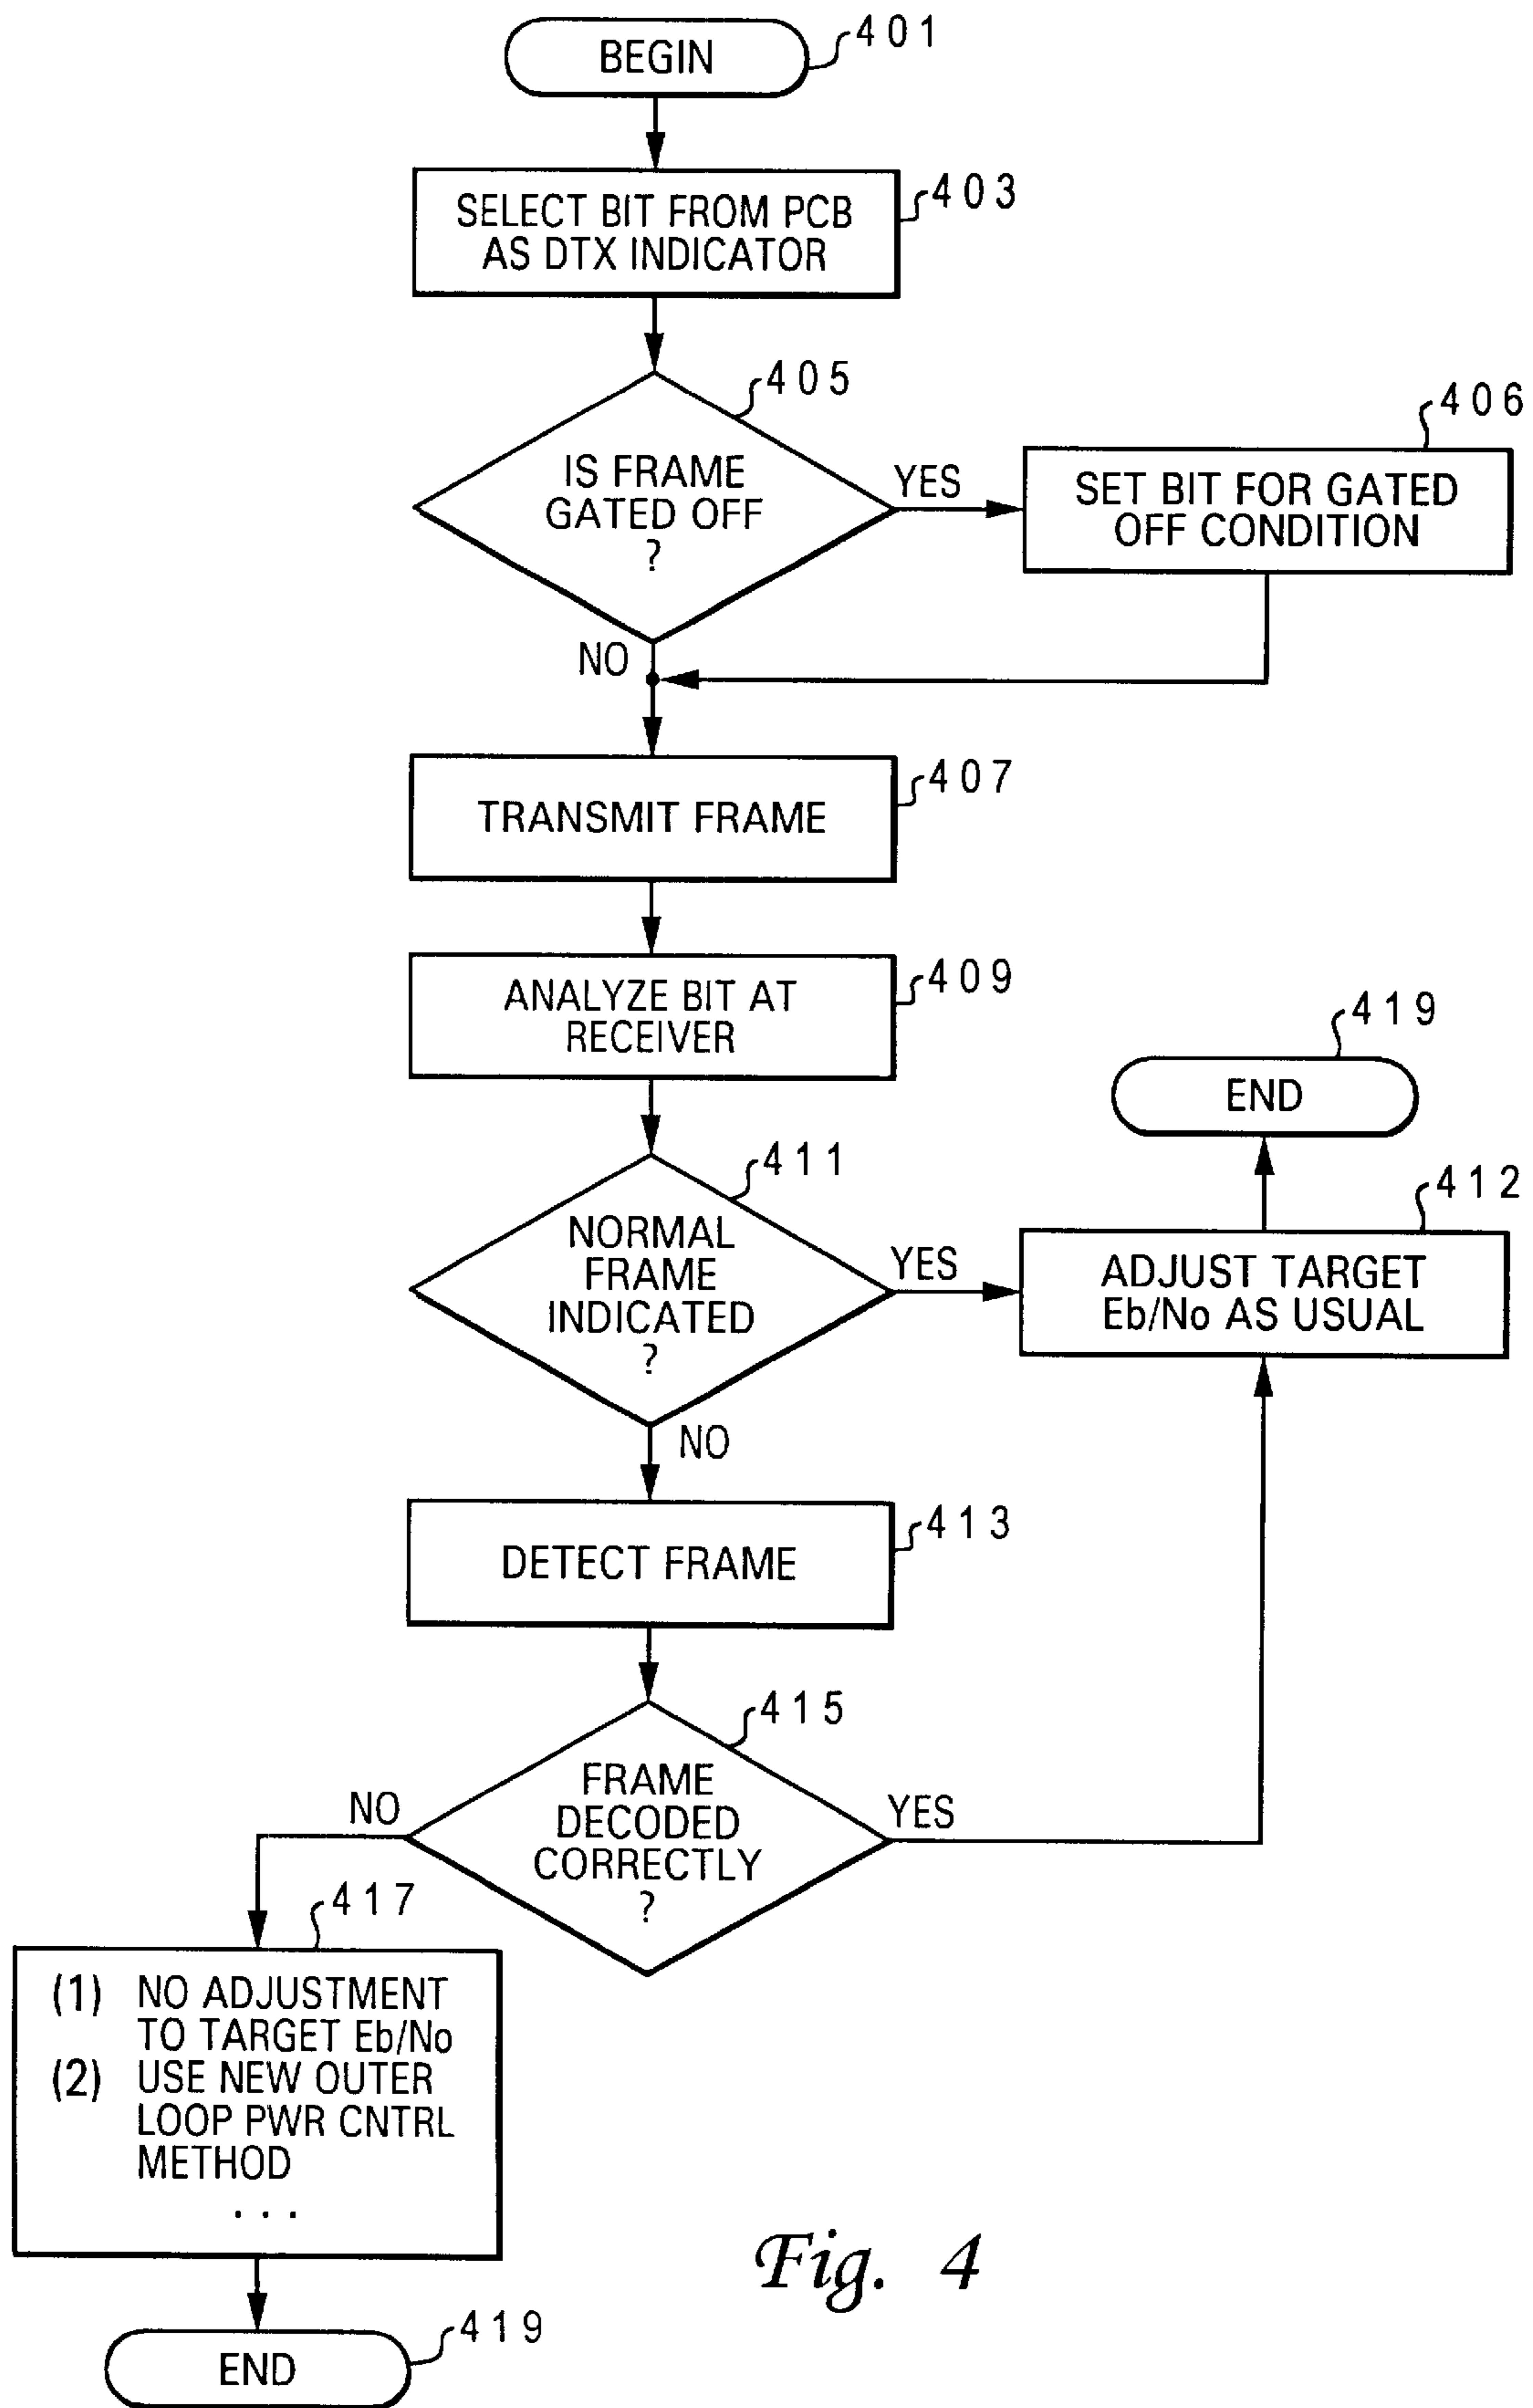 BEGIN
401
SELECT BIT FROM PCB
AS DTX INDICATOR
403
405
IS FRAME
GATED OFF
?
YES
406
SET BIT FOR GATED
OFF CONDITION
NO
TRANSMIT FRAME
407
ANALYZE BIT AT
RECEIVER
409
419
END
411
NORMAL
FRAME
INDICATED
?
YES
412
ADJUST TARGET
Eb/No AS USUAL
NO
DETECT FRAME
413
415
FRAME
DECODED
CORRECTLY
?
NO
YES
417
(1) NO ADJUSTMENT
TO TARGET Eb/No
(2) USE NEW OUTER
LOOP PWR CNTRL
METHOD
. . .
END
419
Fig. 4